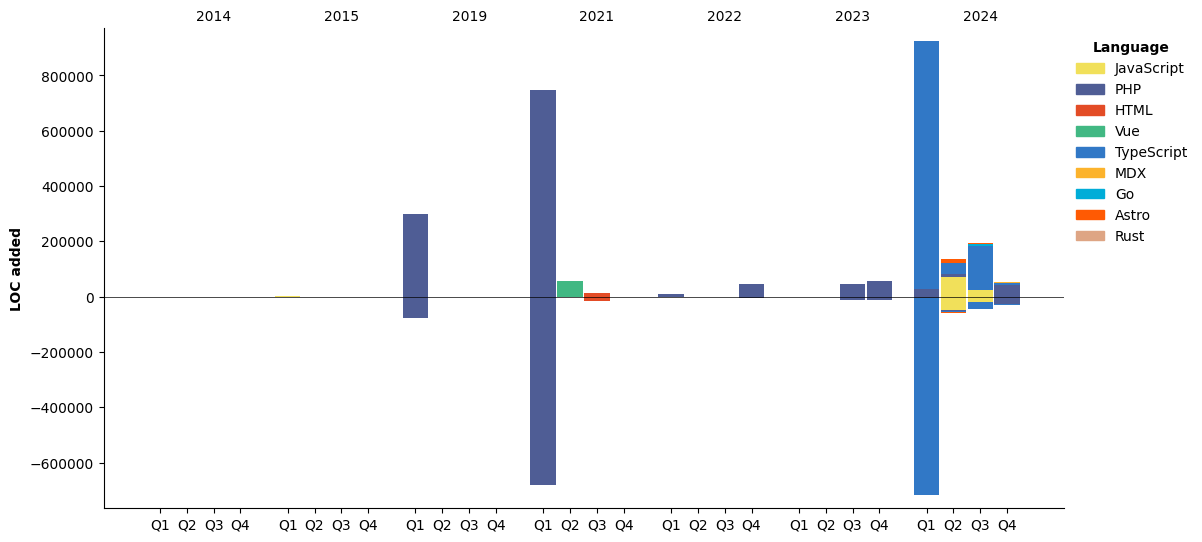 2014 2015 2019 2021 2022 2023 2024
Language
JavaScript
PHP
HTML
Vue
TypeScript
MDX
Go
Astro
Rust
LOC added
800000
600000
400000
200000
0
−200000
−400000
−600000
Q1 Q2 Q3 Q4 Q1 Q2 Q3 Q4 Q1 Q2 Q3 Q4 Q1 Q2 Q3 Q4 Q1 Q2 Q3 Q4 Q1 Q2 Q3 Q4 Q1 Q2 Q3 Q4